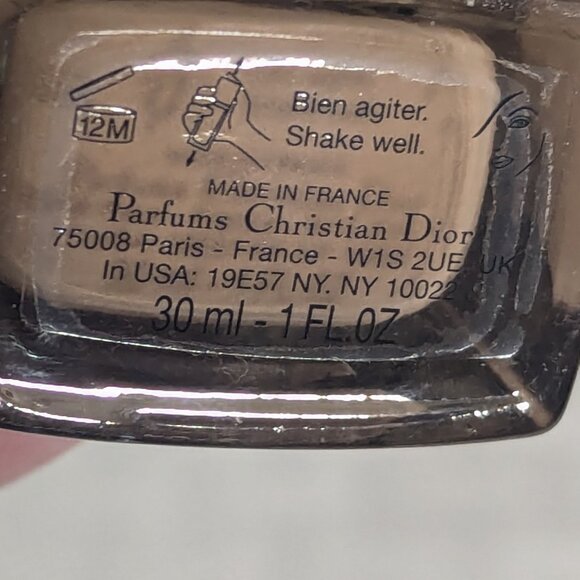 12M
Bien agiter.
Shake well.
MADE IN FRANCE
Parfums Christian Dior
75008 Paris - France - W1S 2UE UK
In USA: 19E57 NY. NY 10022
30 ml - 1 FL.OZ